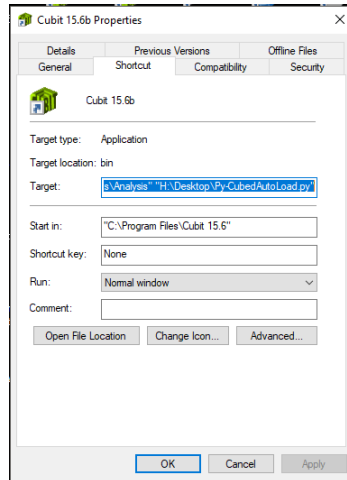 Cubit 15.6b Properties
Details Previous Versions Offline Files
General Shortcut Compatibility Security
Cubit 15.6b
Target type: Application
Target location: bin
Target: s\Analysis" "H:\Desktop\Py-CubedAutoLoad.py"
Start in: "C:\Program Files\Cubit 15.6"
Shortcut key: None
Run: Normal window
Comment:
Open File Location Change Icon... Advanced...
OK Cancel Apply